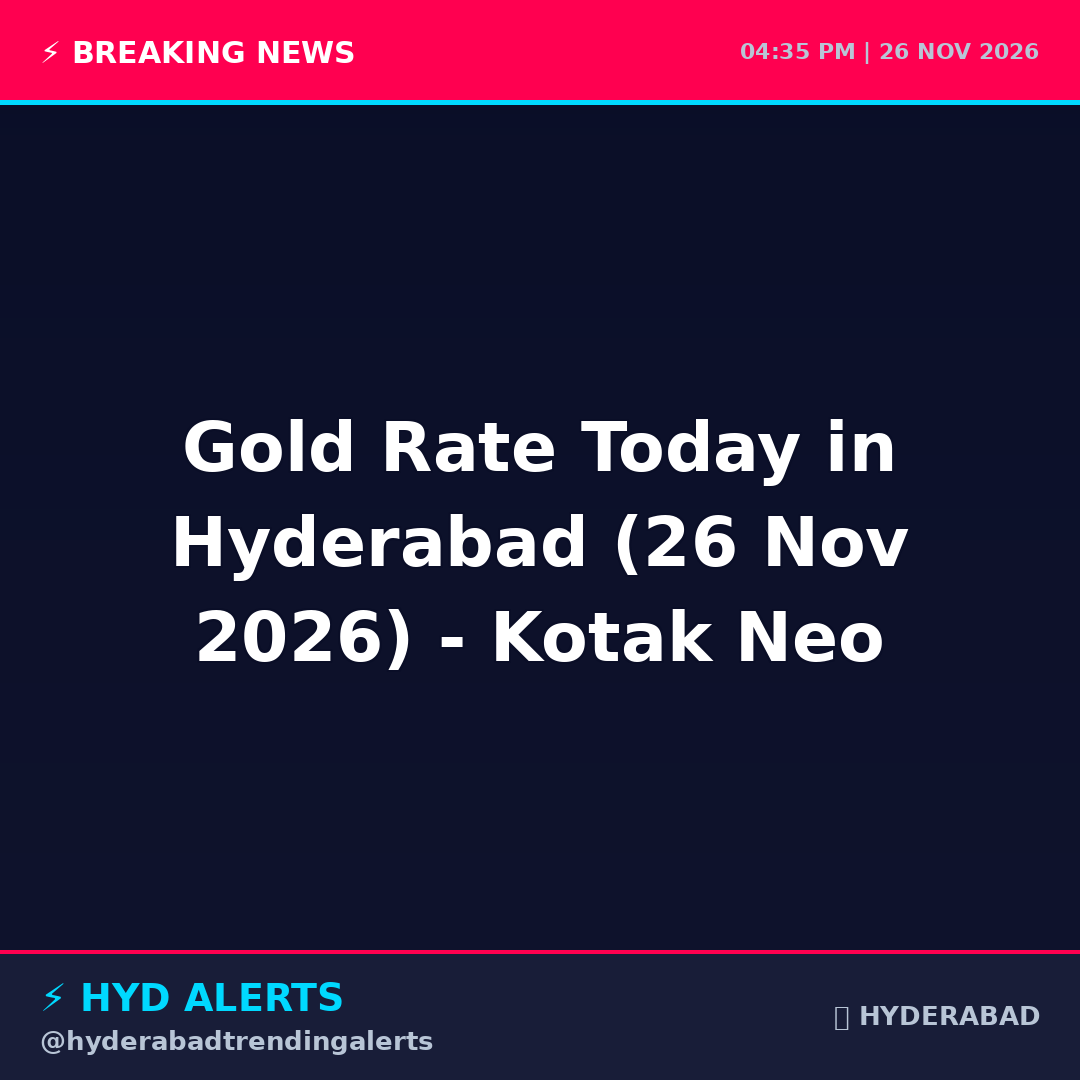 ⚡ BREAKING NEWS
04:35 PM | 26 NOV 2026
Gold Rate Today in
Hyderabad (26 Nov
2026) - Kotak Neo
⚡ HYD ALERTS
@hyderabadtrendingalerts
HYDERABAD